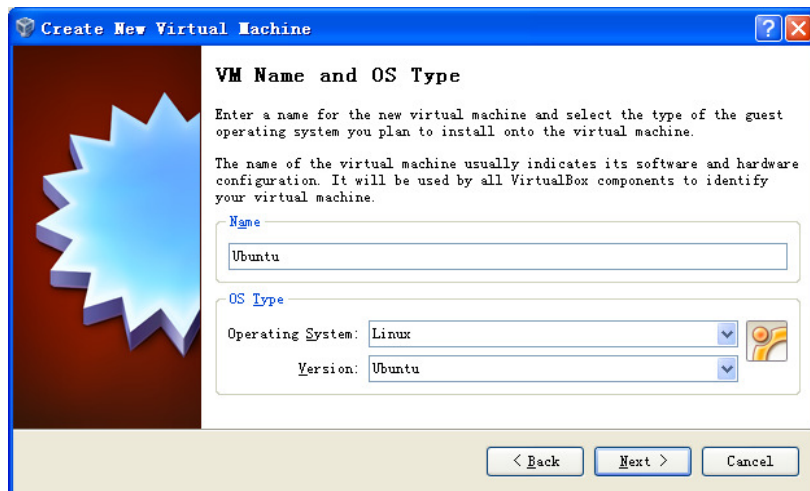 Create New Virtual Machine
VM Name and OS Type
Enter a name for the new virtual machine and select the type of the guest
operating system you plan to install onto the virtual machine.
The name of the virtual machine usually indicates its software and hardware
configuration. It will be used by all VirtualBox components to identify
your virtual machine.
Name
Ubuntu
OS Type
Operating System: Linux
Version: Ubuntu
< Back Next > Cancel